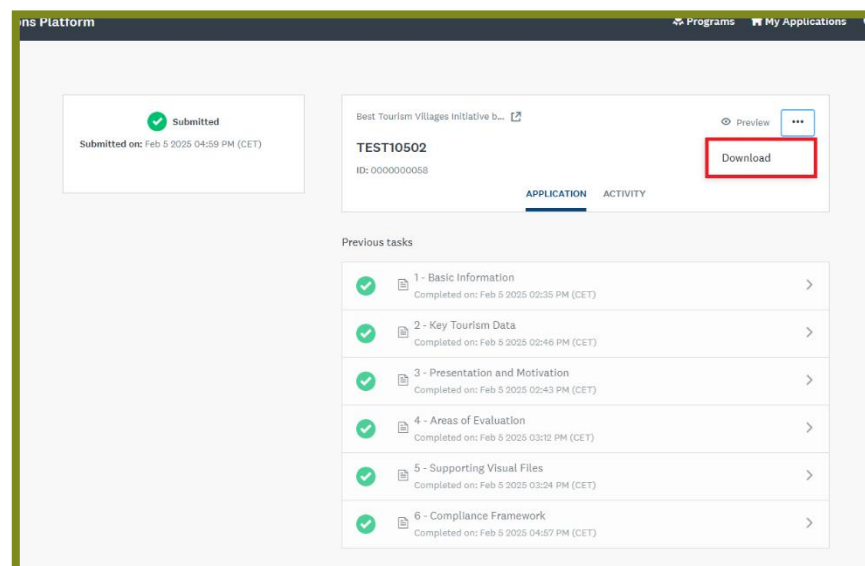 ns Platform
Programs
My Applications
Submitted
Submitted on: Feb 5 2025 04:59 PM (CET)
Best Tourism Villages Initiative b...
Preview
...
TEST10502
Download
ID: 0000000058
APPLICATION
ACTIVITY
Previous tasks
1 - Basic Information
Completed on: Feb 5 2025 02:35 PM (CET)
2 - Key Tourism Data
Completed on: Feb 5 2025 02:46 PM (CET)
3 - Presentation and Motivation
Completed on: Feb 5 2025 02:43 PM (CET)
4 - Areas of Evaluation
Completed on: Feb 5 2025 03:12 PM (CET)
5 - Supporting Visual Files
Completed on: Feb 5 2025 03:24 PM (CET)
6 - Compliance Framework
Completed on: Feb 5 2025 04:57 PM (CET)